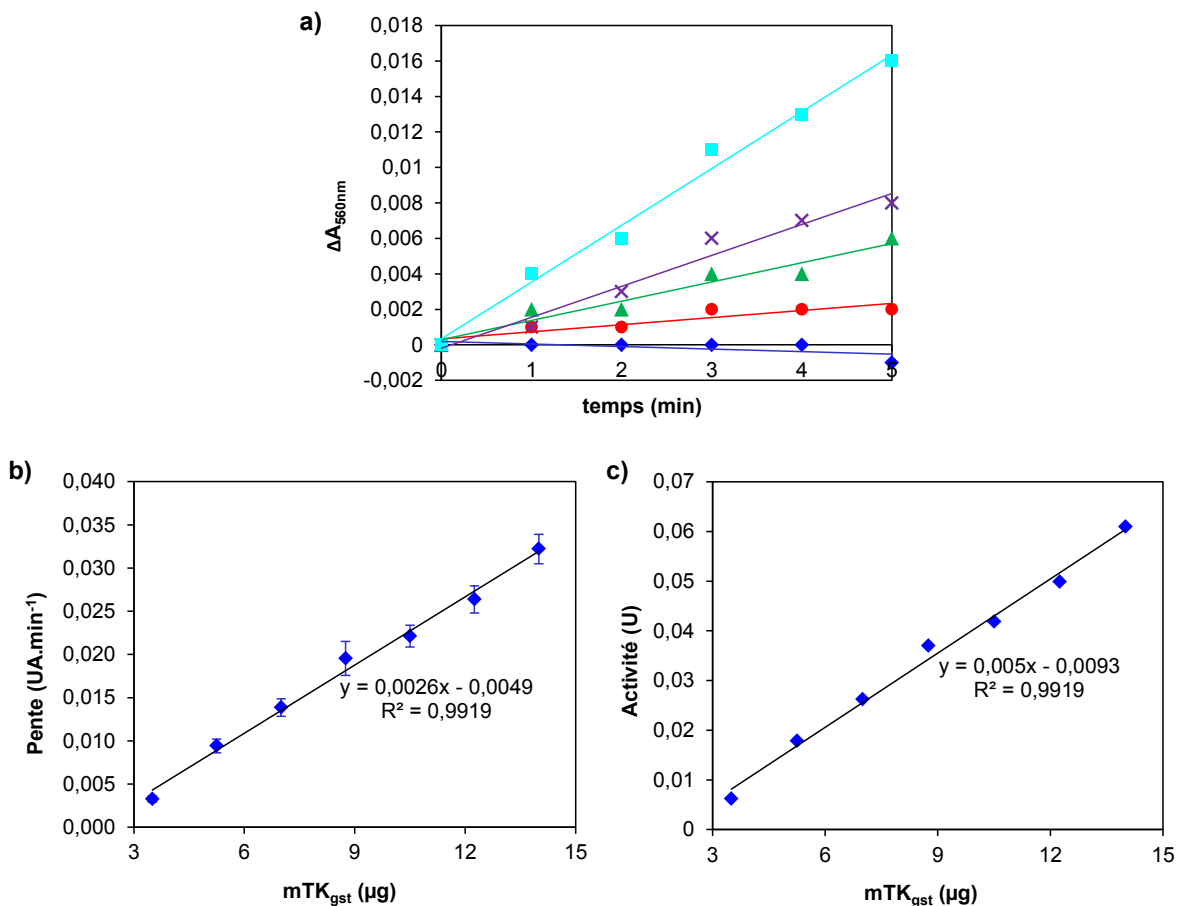 a)
0,018
0,016
0,014
0,012
0,01
0,008
0,006
0,004
0,002
0
-0,002
ΔA560nm
0 1 2 3 4 5
temps (min)
b)
0,040
0,035
0,030
0,025
0,020
0,015
0,010
0,005
0,000
Pente (UA.min-1)
y = 0,0026x - 0,0049
R² = 0,9919
3 6 9 12 15
mTKgst (µg)
c)
0,07
0,06
0,05
0,04
0,03
0,02
0,01
0
Activité (U)
y = 0,005x - 0,0093
R² = 0,9919
3 6 9 12 15
mTKgst (µg)